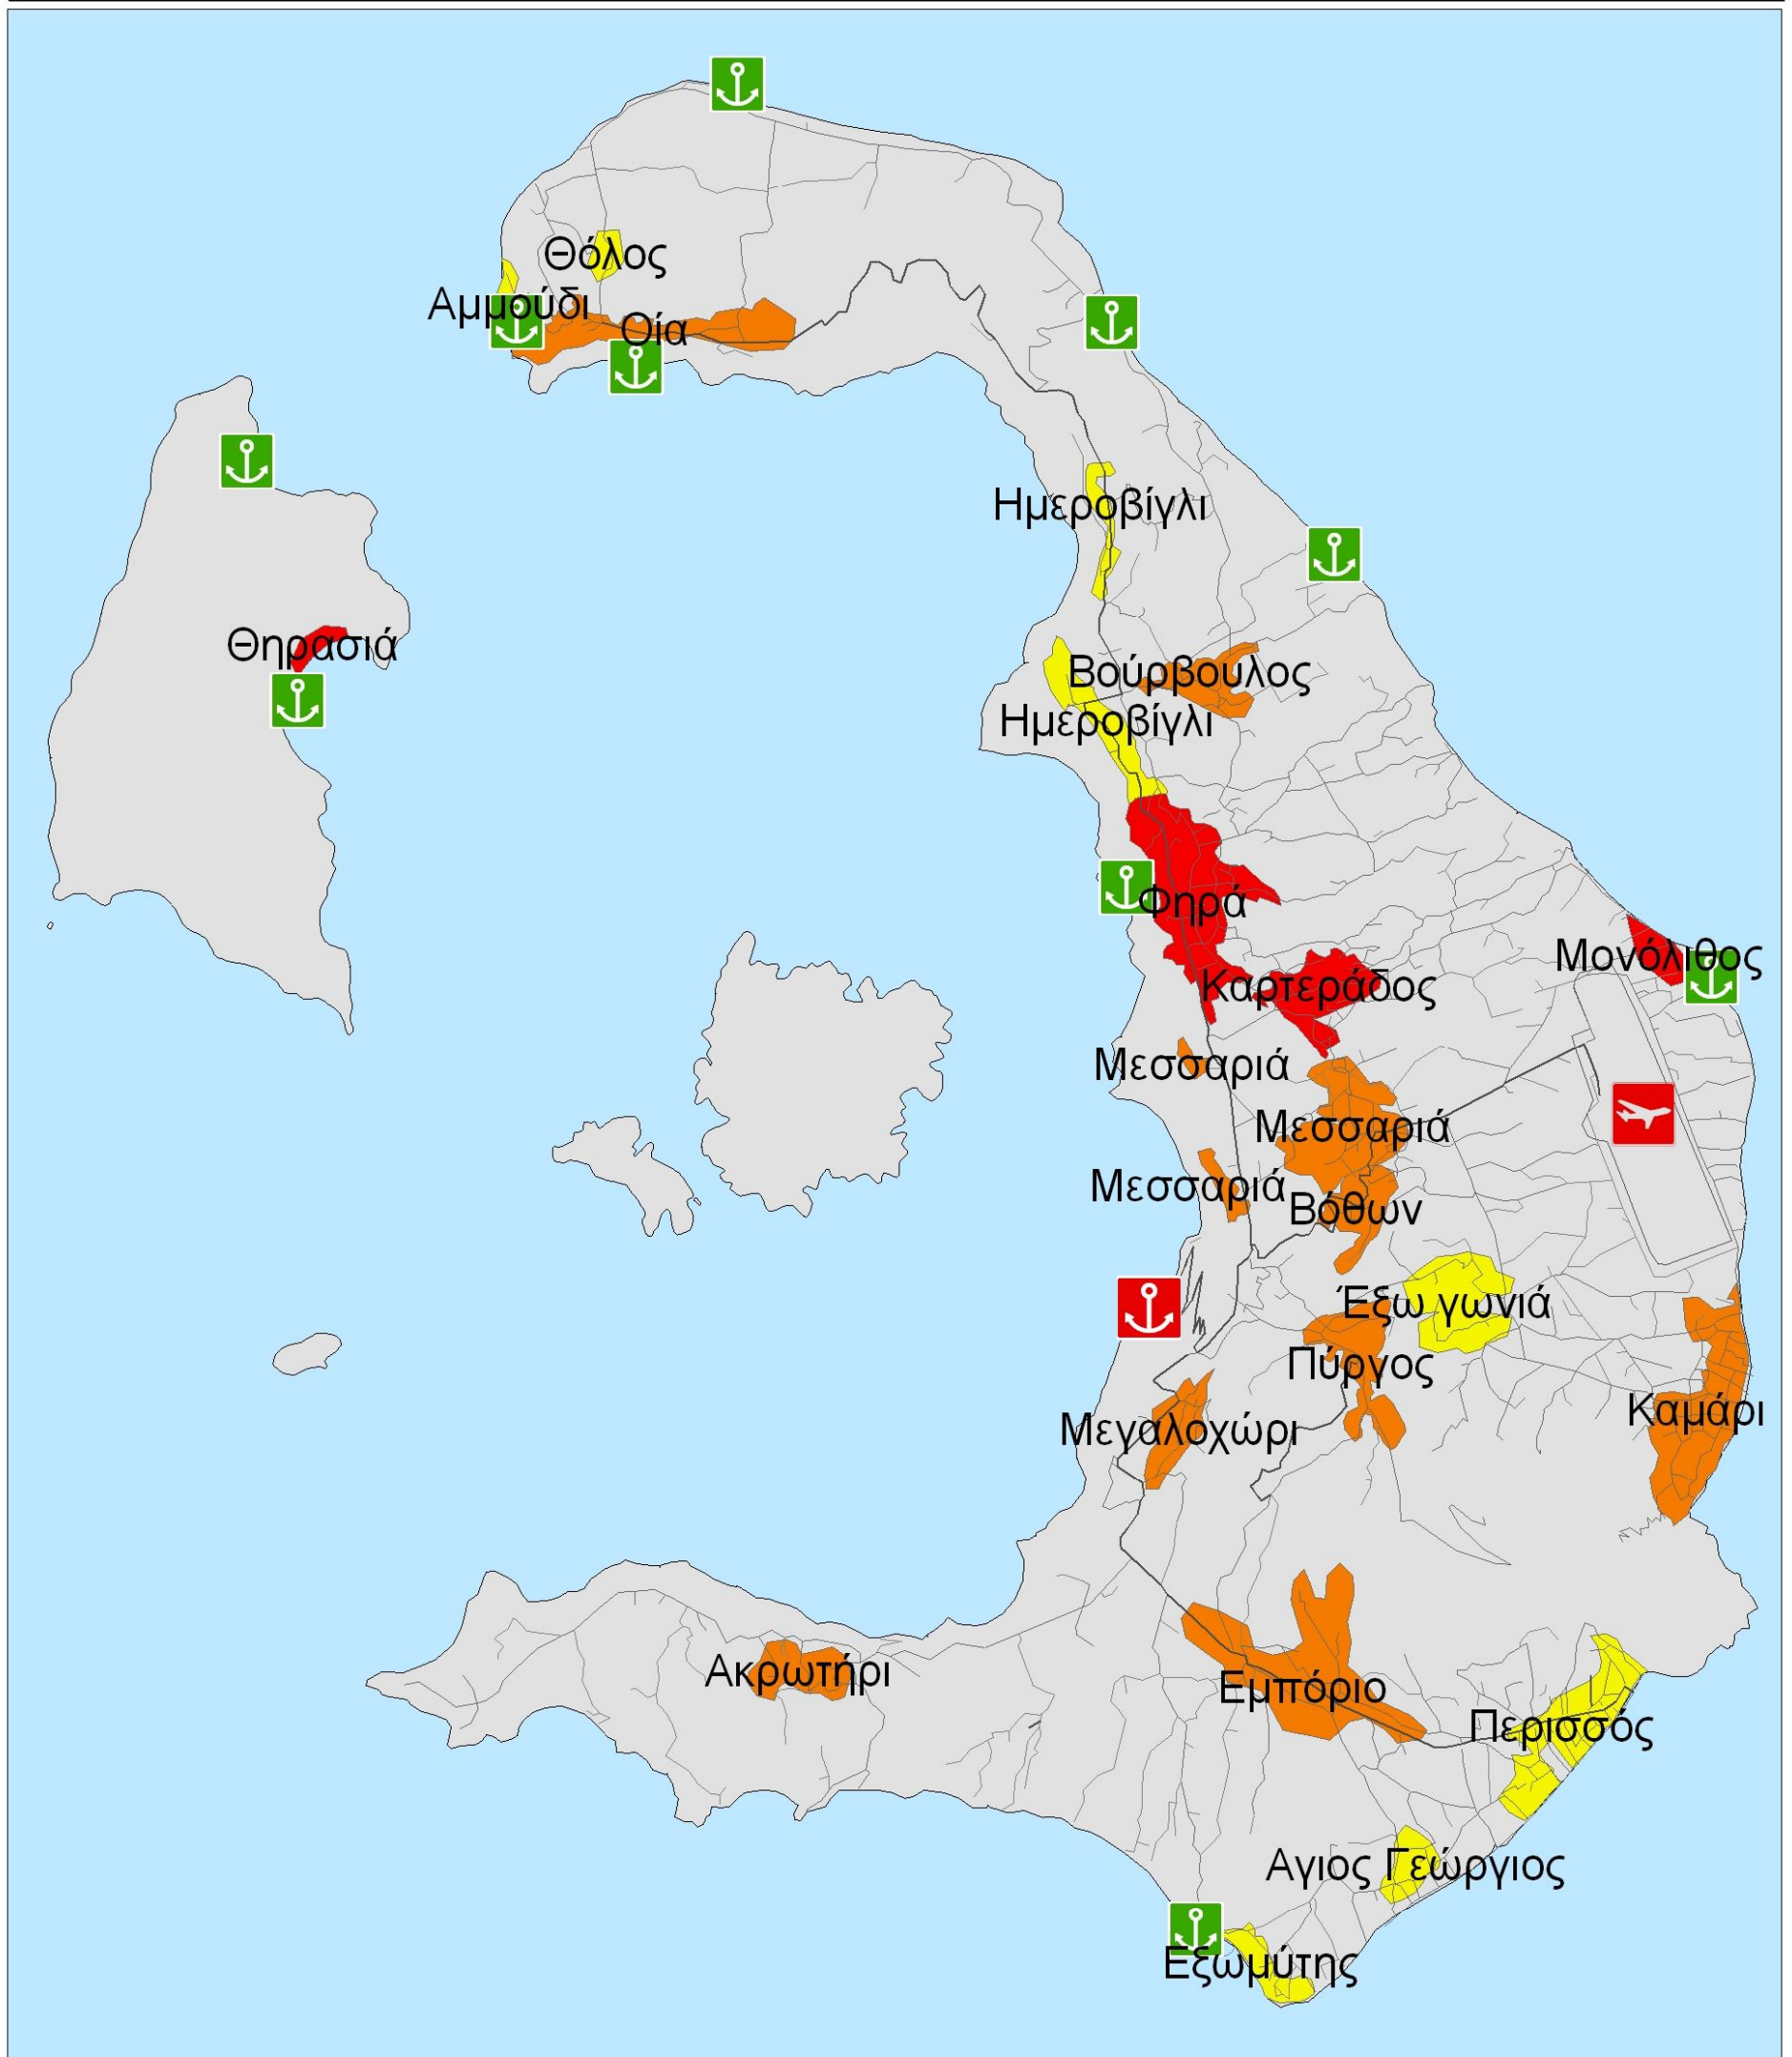 Θόλος
Αμμούδι
Οία
Ημεροβίγλι
Θηρασιά
Βούρβουλος
Ημεροβίγλι
Φηρά
Μονόλιθος
Καρτεράδος
Μεσσαριά
Μεσσαριά
Μεσσαριά
Βόθων
Έξω γωνιά
Πύργος
Καμάρι
Μεγαλοχώρι
Ακρωτήρι
Εμπόριο
Περισσός
Αγιος Γεώργιος
Εξωμύτης